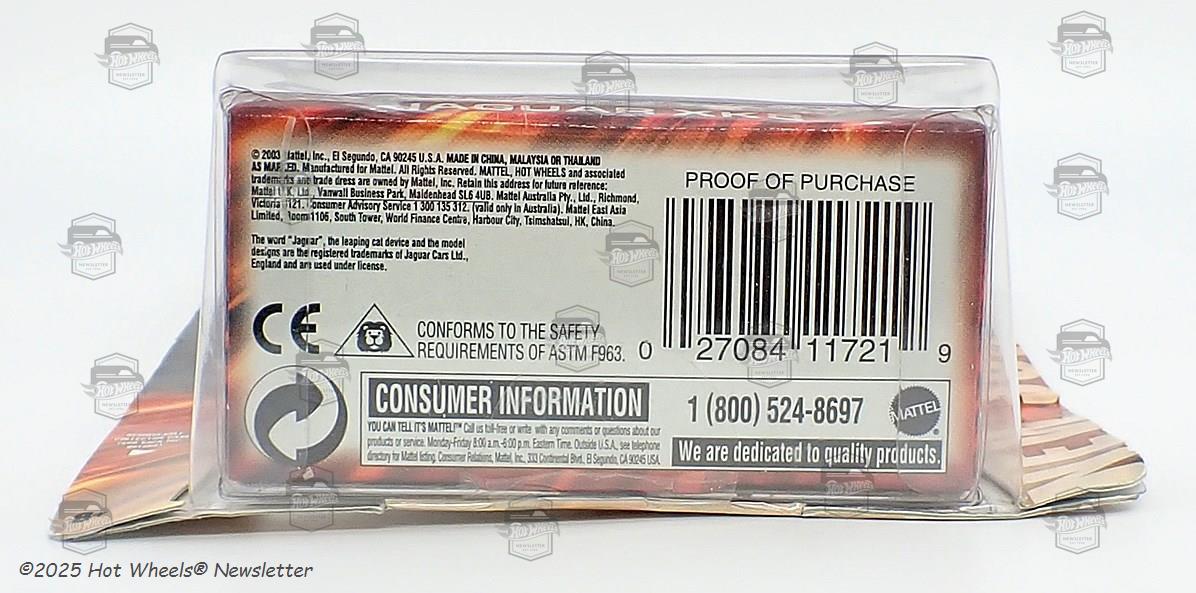 JAGUAR XK8
© 2003 Mattel, Inc., El Segundo, CA 90245 U.S.A. MADE IN CHINA, MALAYSIA OR THAILAND
AS MARKED. Manufactured for Mattel. All Rights Reserved. MATTEL, HOT WHEELS and associated
trademarks and trade dress are owned by Mattel, Inc. Retain this address for future reference:
Mattel U.K. Ltd., Vanwall Business Park, Maidenhead SL6 4UB. Mattel Australia Pty., Ltd., Richmond,
Victoria 3121. Consumer Advisory Service 1 300 135 312. (valid only in Australia). Mattel East Asia
Limited, Room 1106, South Tower, World Finance Centre, Harbour City, Tsimshatsui, HK, China.
The word "Jaguar", the leaping cat device and the model
designs are the registered trademarks of Jaguar Cars Ltd.,
England and are used under license.
PROOF OF PURCHASE
0 27084 11721 9
CE
CONFORMS TO THE SAFETY
REQUIREMENTS OF ASTM F963.
CONSUMER INFORMATION
YOU CAN TELL IT'S MATTEL!™ Call us toll-free or write with any comments or questions about our
products or service. Monday-Friday 8:00 a.m.-6:00 p.m. Eastern Time. Outside U.S.A., see telephone
directory for Mattel listing. Consumer Relations, Mattel, Inc., 333 Continental Blvd., El Segundo, CA 90245 USA.
1 (800) 524-8697
MATTEL®
We are dedicated to quality products.
©2025 Hot Wheels® Newsletter